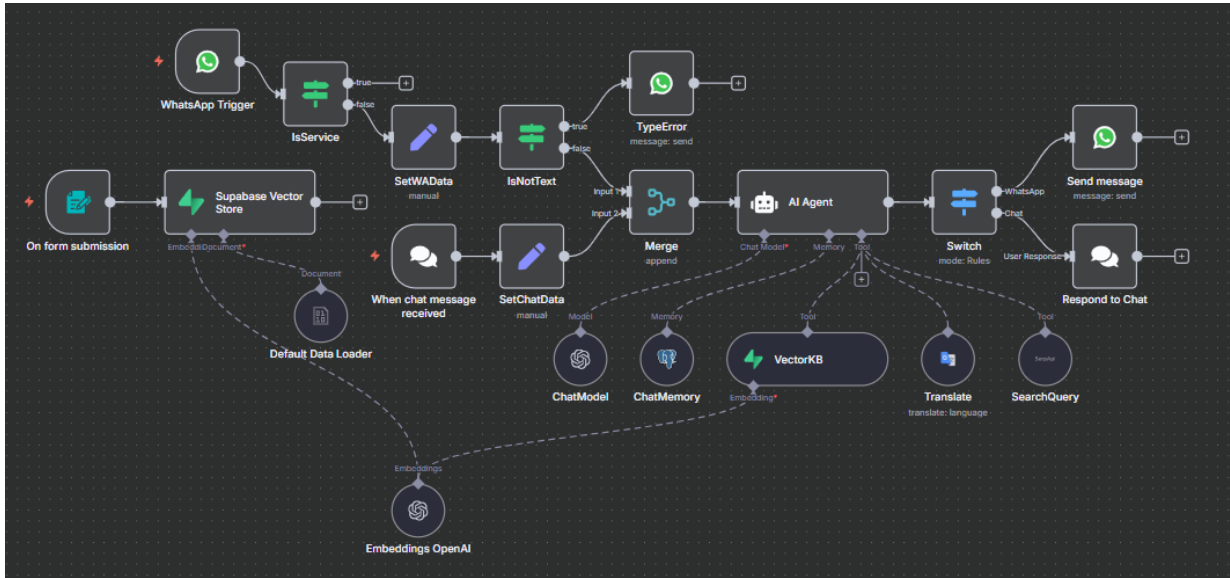 WhatsApp Trigger
true
false
IsService
SetWAData
manual
true
false
IsNotText
TypeError
message: send
On form submission
Supabase Vector
Store
Document*
Document
Default Data Loader
When chat message
received
SetChatData
manual
Input 1
Input 2
Merge
append
AI Agent
Chat Model*
Memory
Tool
WhatsApp
Chat
Switch
mode: Rules
Send message
message: send
User Response
Respond to Chat
Model
ChatModel
Memory
ChatMemory
Tool
VectorKB
Embedding*
Translate
translate: language
Tool
SearchQuery
Embeddings
Embeddings OpenAI